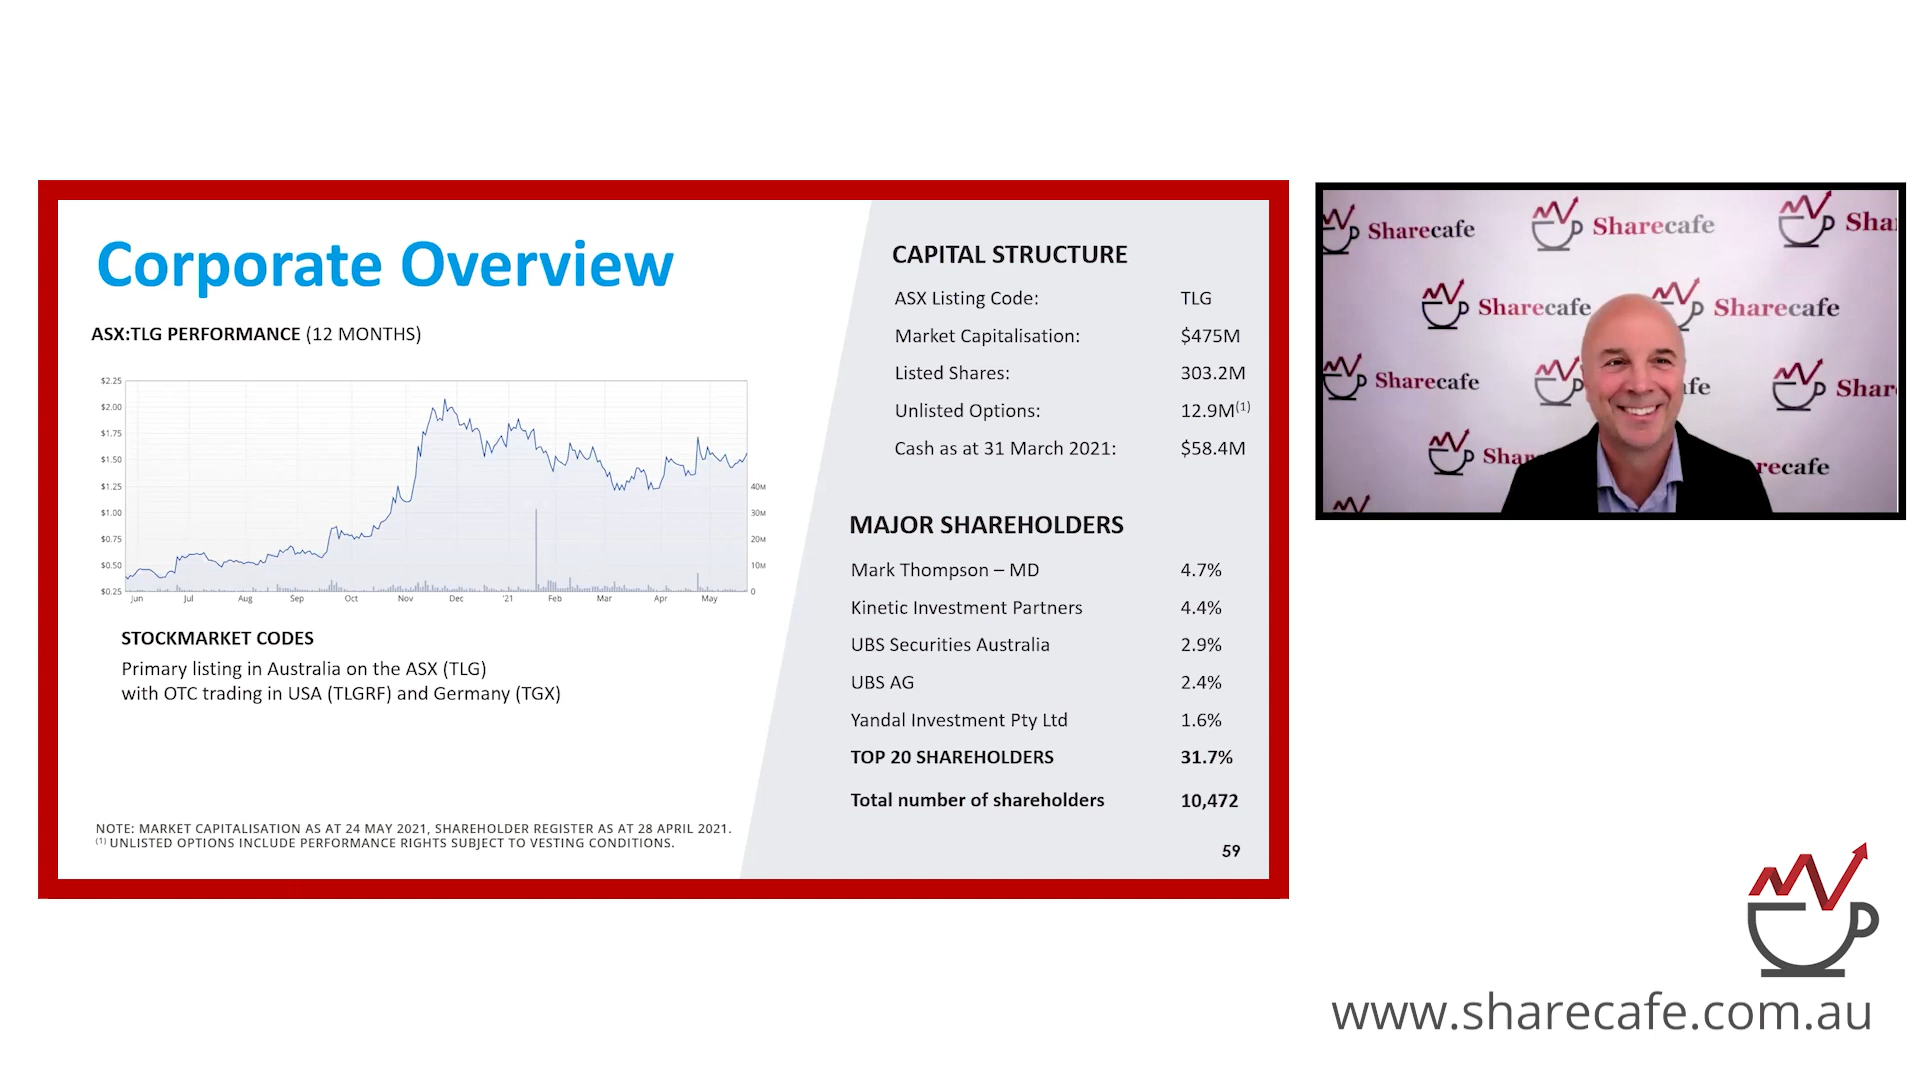 Corporate Overview
ASX:TLG PERFORMANCE (12 MONTHS)
$2.25
$2.00
$1.75
$1.50
$1.25
$1.00
$0.75
$0.50
$0.25
40M
30M
20M
10M
0
Jun Jul Aug Sep Oct Nov Dec '21 Feb Mar Apr May
STOCKMARKET CODES
Primary listing in Australia on the ASX (TLG)
with OTC trading in USA (TLGRF) and Germany (TGX)
NOTE: MARKET CAPITALISATION AS AT 24 MAY 2021, SHAREHOLDER REGISTER AS AT 28 APRIL 2021.
(1) UNLISTED OPTIONS INCLUDE PERFORMANCE RIGHTS SUBJECT TO VESTING CONDITIONS.
CAPITAL STRUCTURE
ASX Listing Code: TLG
Market Capitalisation: $475M
Listed Shares: 303.2M
Unlisted Options: 12.9M(1)
Cash as at 31 March 2021: $58.4M
MAJOR SHAREHOLDERS
Mark Thompson – MD 4.7%
Kinetic Investment Partners 4.4%
UBS Securities Australia 2.9%
UBS AG 2.4%
Yandal Investment Pty Ltd 1.6%
TOP 20 SHAREHOLDERS 31.7%
Total number of shareholders 10,472
59
Sharecafe Sharecafe Sha
Sharecafe Sharecafe
Sharecafe fe Shar
Shar recafe
www.sharecafe.com.au